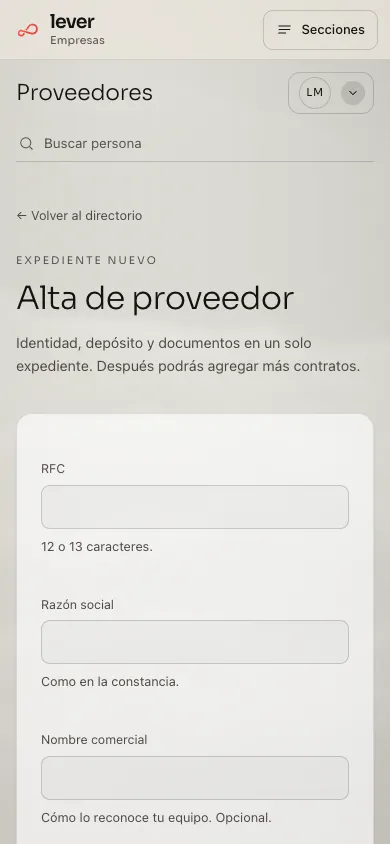 lever
Empresas
Secciones
Proveedores
LM
Buscar persona
← Volver al directorio
EXPEDIENTE NUEVO
Alta de proveedor
Identidad, depósito y documentos en un solo
expediente. Después podrás agregar más contratos.
RFC
12 o 13 caracteres.
Razón social
Como en la constancia.
Nombre comercial
Cómo lo reconoce tu equipo. Opcional.